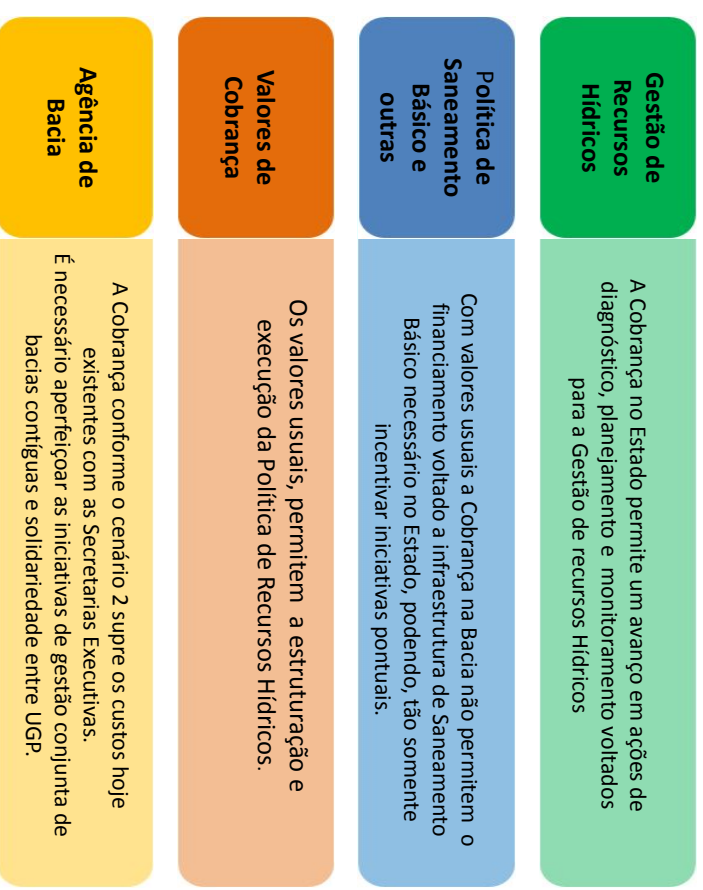 Gestão de
Recursos
Hídricos
A Cobrança no Estado permite um avanço em ações de
diagnóstico, planejamento e monitoramento voltados
para a Gestão de recursos Hídricos
Política de
Saneamento
Básico e
outras
Com valores usuais a Cobrança na Bacia não permitem o
financiamento voltado a infraestrutura de Saneamento
Básico necessário no Estado, podendo, tão somente
incentivar iniciativas pontuais.
Valores de
Cobrança
Os valores usuais, permitem a estruturação e
execução da Política de Recursos Hídricos.
Agência de
Bacia
A Cobrança conforme o cenário 2 supre os custos hoje
existentes com as Secretarias Executivas.
É necessário aperfeiçoar as iniciativas de gestão conjunta de
bacias contíguas e solidariedade entre UGP.